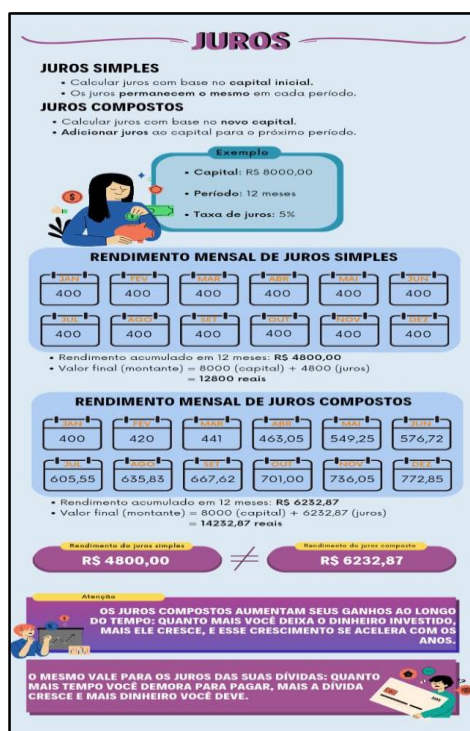 JUROS
JUROS SIMPLES
• Calcular juros com base no capital inicial.
• Os juros permanecem o mesmo em cada período.
JUROS COMPOSTOS
• Calcular juros com base no novo capital.
• Adicionar juros ao capital para o próximo período.
Exemplo
• Capital: R$ 8000,00
• Período: 12 meses
• Taxa de juros: 5%
RENDIMENTO MENSAL DE JUROS SIMPLES
JAN FEV MAR ABR MAI JUN
400 400 400 400 400 400
JUL AGO SET OUT NOV DEZ
400 400 400 400 400 400
• Rendimento acumulado em 12 meses: R$ 4800,00
• Valor final (montante) = 8000 (capital) + 4800 (juros)
= 12800 reais
RENDIMENTO MENSAL DE JUROS COMPOSTOS
JAN FEV MAR ABR MAI JUN
400 420 441 463,05 549,25 576,72
JUL AGO SET OUT NOV DEZ
605,55 635,83 667,62 701,00 736,05 772,85
• Rendimento acumulado em 12 meses: R$ 6232,87
• Valor final (montante) = 8000 (capital) + 6232,87 (juros)
= 14232,87 reais
Rendimento do juros simples
R$ 4800,00
≠
Rendimento do juros composto
R$ 6232,87
Atenção
OS JUROS COMPOSTOS AUMENTAM SEUS GANHOS AO LONGO
DO TEMPO: QUANTO MAIS VOCÊ DEIXA O DINHEIRO INVESTIDO,
MAIS ELE CRESCE, E ESSE CRESCIMENTO SE ACELERA COM OS
ANOS.
O MESMO VALE PARA OS JUROS DAS SUAS DÍVIDAS: QUANTO
MAIS TEMPO VOCÊ DEMORA PARA PAGAR, MAIS A DÍVIDA
CRESCE E MAIS DINHEIRO VOCÊ DEVE.